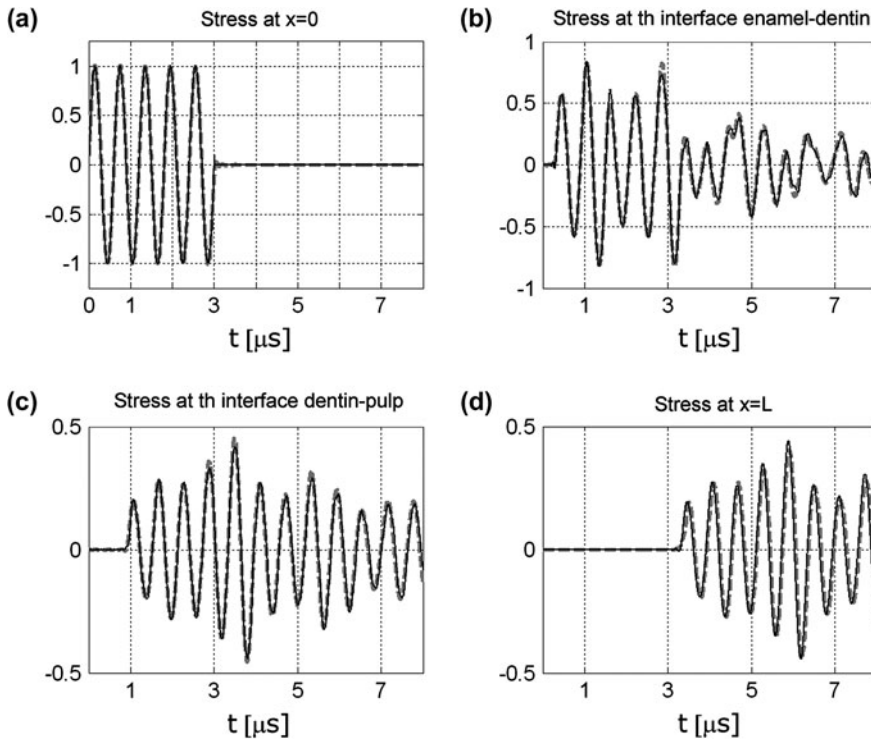 (a)
Stress at x=0
1
0.5
0
-0.5
-1
0 1 3 5 7
t [μs]
(b)
Stress at th interface enamel-dentin
1
0.5
0
-0.5
-1
1 3 5 7
t [μs]
(c)
Stress at th interface dentin-pulp
0.5
0
-0.5
1 3 5 7
t [μs]
(d)
Stress at x=L
0.5
0
-0.5
1 3 5 7
t [μs]